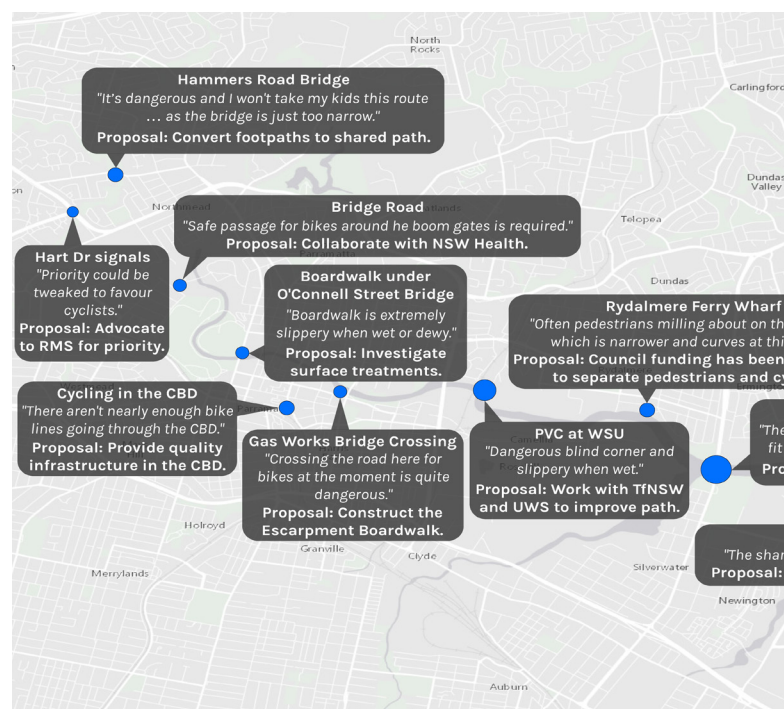 North
Rocks
Carlingford
Hammers Road Bridge
"It's dangerous and I won't take my kids this route
... as the bridge is just too narrow."
Proposal: Convert footpaths to shared path.
Dundas
Valley
Bridge Road
"Safe passage for bikes around he boom gates is required."
Proposal: Collaborate with NSW Health.
Telopea
Hart Dr signals
"Priority could be
tweaked to favour
cyclists."
Proposal: Advocate
to RMS for priority.
Boardwalk under
O'Connell Street Bridge
"Boardwalk is extremely
slippery when wet or dewy."
Proposal: Investigate
surface treatments.
Dundas
Rydalmere Ferry Wharf
"Often pedestrians milling about on th
which is narrower and curves at thi
Proposal: Council funding has been
to separate pedestrians and cy
Cycling in the CBD
"There aren't nearly enough bike
lines going through the CBD."
Proposal: Provide quality
infrastructure in the CBD.
Gas Works Bridge Crossing
"Crossing the road here for
bikes at the moment is quite
dangerous."
Proposal: Construct the
Escarpment Boardwalk.
PVC at WSU
"Dangerous blind corner and
slippery when wet."
Proposal: Work with TfNSW
and UWS to improve path.
"The
fit
Pro
Holroyd
Granville
Clyde
Merrylands
Silverwater
"The shar
Proposal:
Newington
Auburn